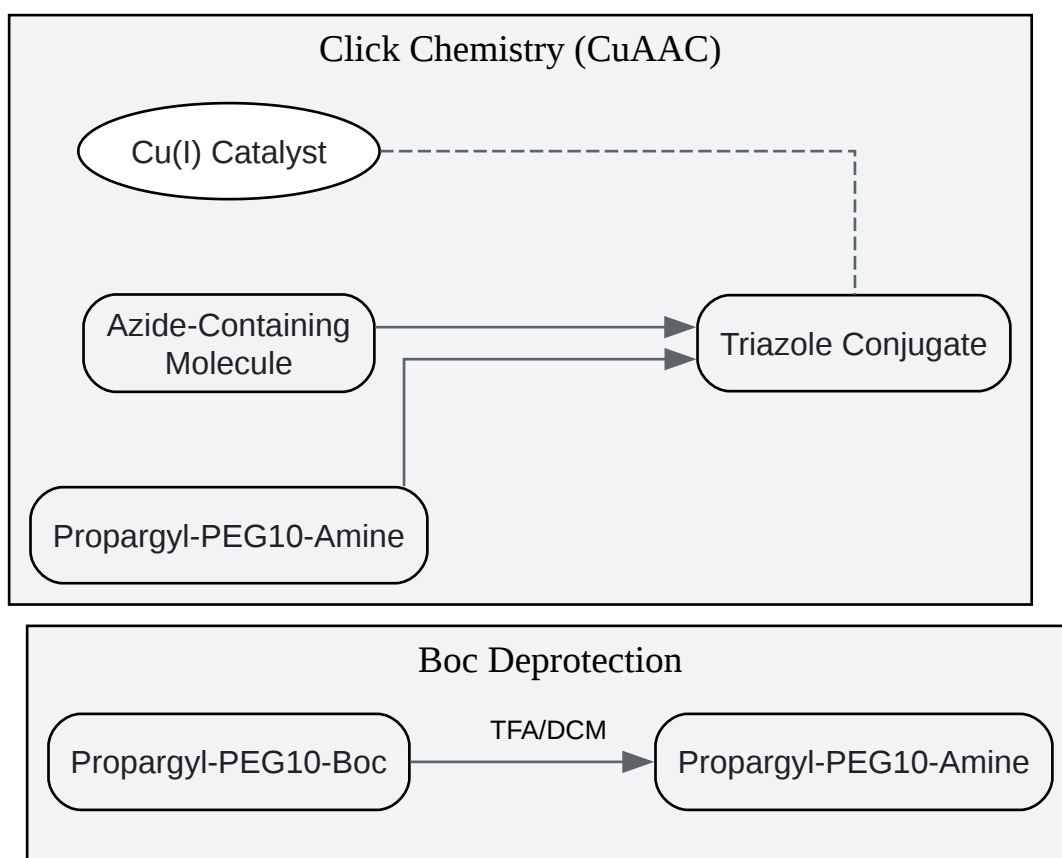 Click Chemistry (CuAAC)
Cu(I) Catalyst
Azide-Containing
Molecule
Triazole Conjugate
Propargyl-PEG10-Amine
Boc Deprotection
TFA/DCM
Propargyl-PEG10-Boc
Propargyl-PEG10-Amine